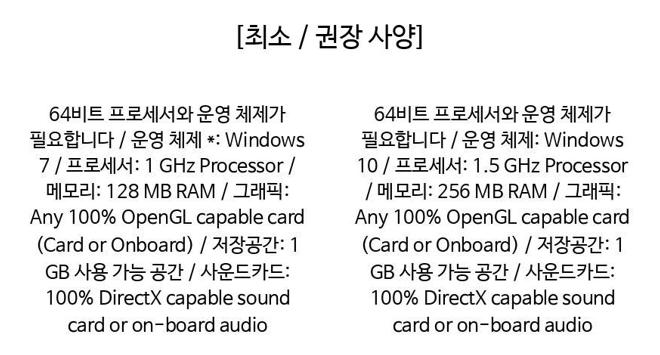 [최소 / 권장 사양]
64비트 프로세서와 운영 체제가
필요합니다 / 운영 체제 *: Windows
7 / 프로세서: 1 GHz Processor /
메모리: 128 MB RAM / 그래픽:
Any 100% OpenGL capable card
(Card or Onboard) / 저장공간: 1
GB 사용 가능 공간 / 사운드카드:
100% DirectX capable sound
card or on-board audio
64비트 프로세서와 운영 체제가
필요합니다 / 운영 체제: Windows
10 / 프로세서: 1.5 GHz Processor
/ 메모리: 256 MB RAM / 그래픽:
Any 100% OpenGL capable card
(Card or Onboard) / 저장공간: 1
GB 사용 가능 공간 / 사운드카드:
100% DirectX capable sound
card or on-board audio